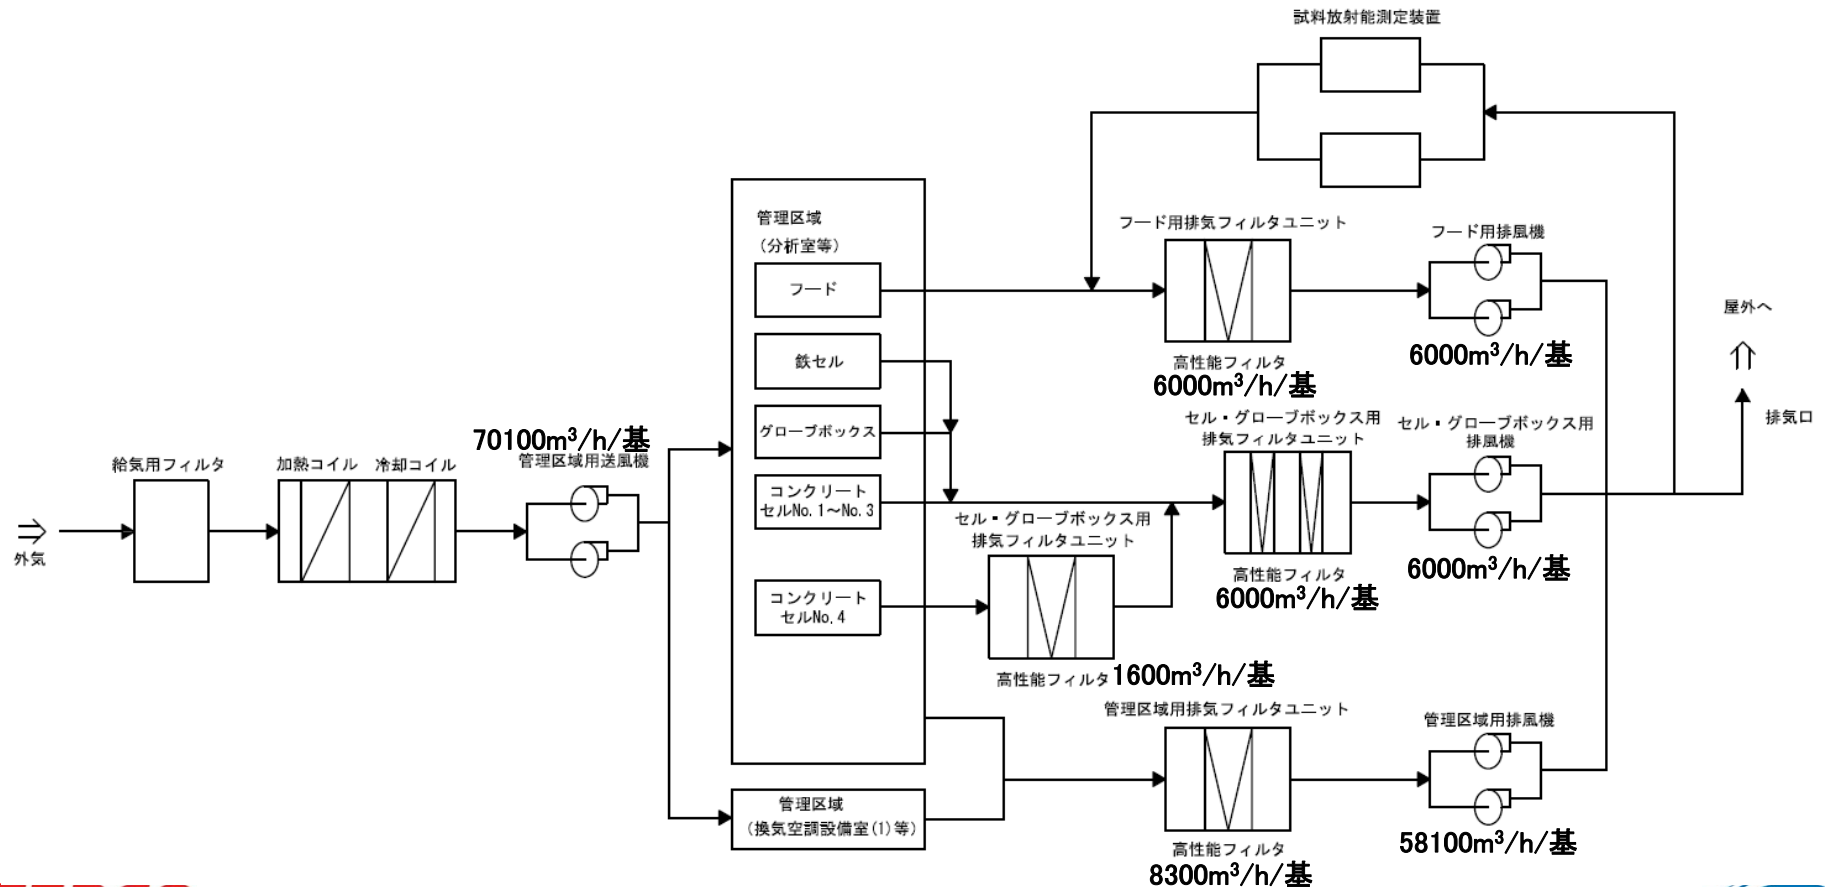 試料放射能測定装置
管理区域
(分析室等)
フード
鉄セル
グローブボックス
コンクリート
セルNo.1～No.3
コンクリート
セルNo.4
管理区域
(換気空調設備室(1)等)
外気
給気用フィルタ
加熱コイル 冷却コイル
70100m³/h/基
管理区域用送風機
フード用排気フィルタユニット
高性能フィルタ
6000m³/h/基
フード用排風機
6000m³/h/基
セル・グローブボックス用
排気フィルタユニット
高性能フィルタ
6000m³/h/基
セル・グローブボックス用
排風機
6000m³/h/基
セル・グローブボックス用
排気フィルタユニット
高性能フィルタ 1600m³/h/基
管理区域用排気フィルタユニット
高性能フィルタ
8300m³/h/基
管理区域用排風機
58100m³/h/基
屋外へ
排気口